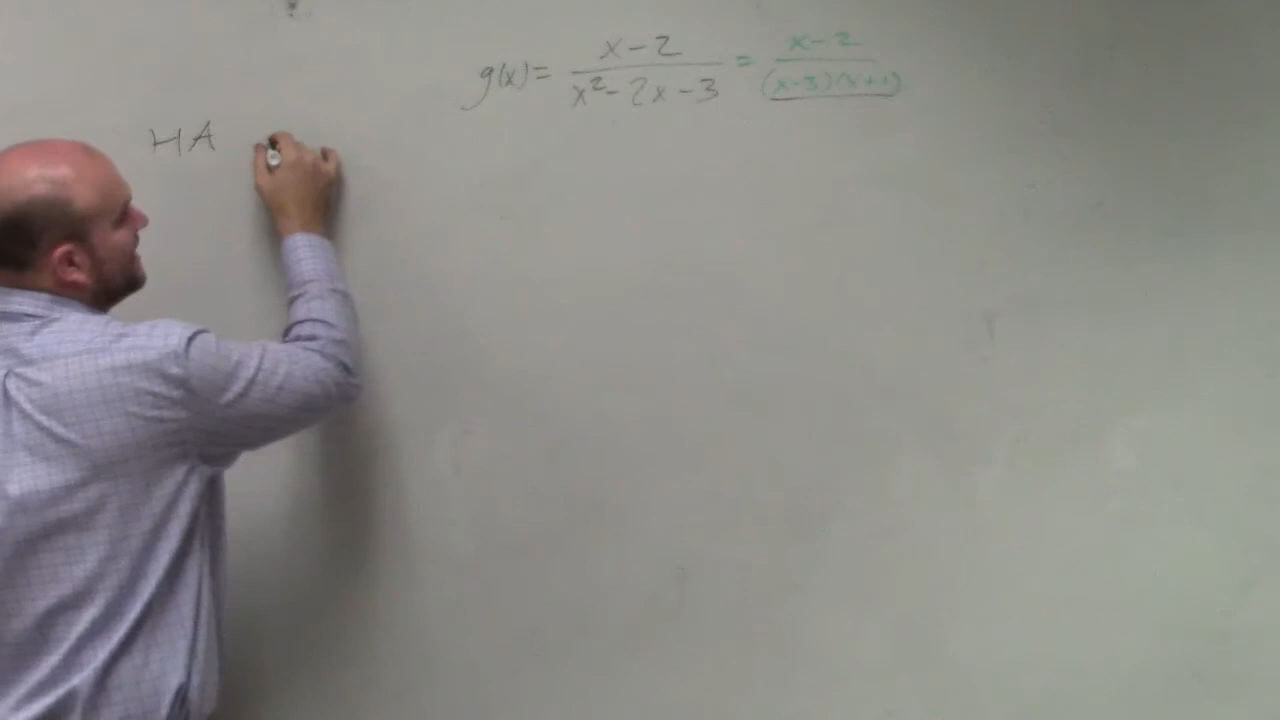 g(x) = x-2 / x²-2x-3 = x-2 / (x-3)(x+1)
HA